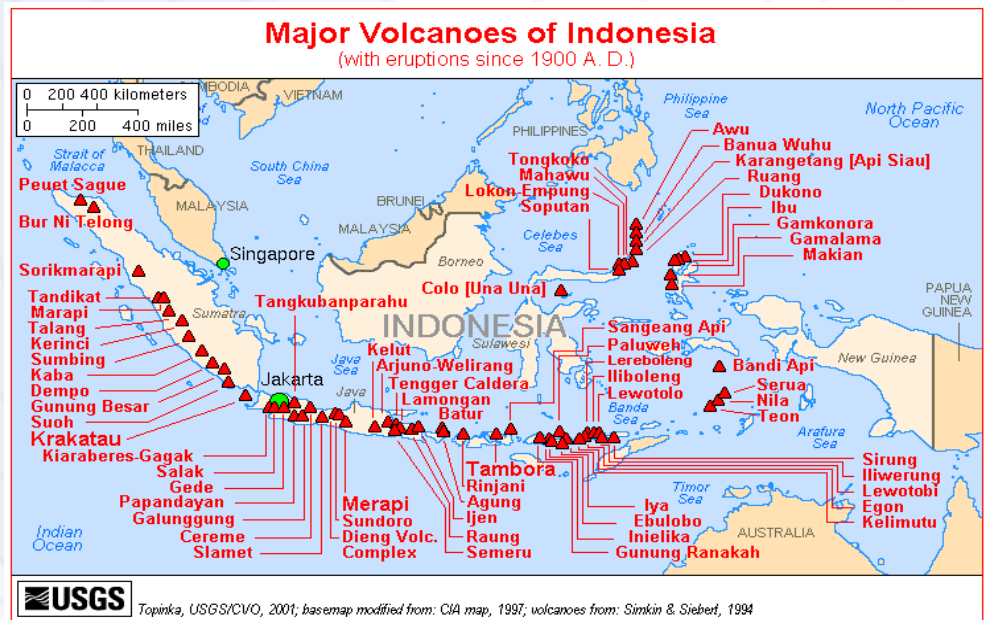 Major Volcanoes of Indonesia
(with eruptions since 1900 A. D.)
0 200 400 kilometers
0 200 400 miles
CAMBODIA
VIETNAM
THAILAND
Strait of
Malacca
South China
Sea
PHILIPPINES
Philippine
Sea
North Pacific
Ocean
MALAYSIA
BRUNEI
MALAYSIA
Celebes
Sea
Borneo
Singapore
Sumatra
INDONESIA
Sulawesi
Java
Sea
Jakarta
Java
Banda
Sea
New Guinea
PAPUA
NEW
GUINEA
Arafura
Sea
Timor
Sea
Indian
Ocean
AUSTRALIA
Peuet Sague
Bur Ni Telong
Sorikmarapi
Tandikat
Marapi
Talang
Kerinci
Sumbing
Kaba
Dempo
Gunung Besar
Suoh
Krakatau
Kiaraberes-Gagak
Salak
Gede
Papandayan
Galunggung
Cereme
Slamet
Tangkubanparahu
Merapi
Sundoro
Dieng Volc.
Complex
Kelut
Arjuno-Welirang
Tengger Caldera
Lamongan
Batur
Tambora
Rinjani
Agung
Ijen
Raung
Semeru
Tongkoko
Mahawu
Lokon-Empung
Soputan
Colo [Una Una]
Awu
Banua Wuhu
Karangetang [Api Siau]
Ruang
Dukono
Ibu
Gamkonora
Gamalama
Makian
Sangeang Api
Paluweh
Lereboleng
Iliboleng
Lewotolo
Bandi Api
Serua
Nila
Teon
Sirung
Iliwerung
Lewotobi
Egon
Kelimutu
Iya
Ebulobo
Inielika
Gunung Ranakah
USGS
Topinka, USGS/CVO, 2001; basemap modified from: CIA map, 1997; volcanoes from: Simkin & Siebert, 1994